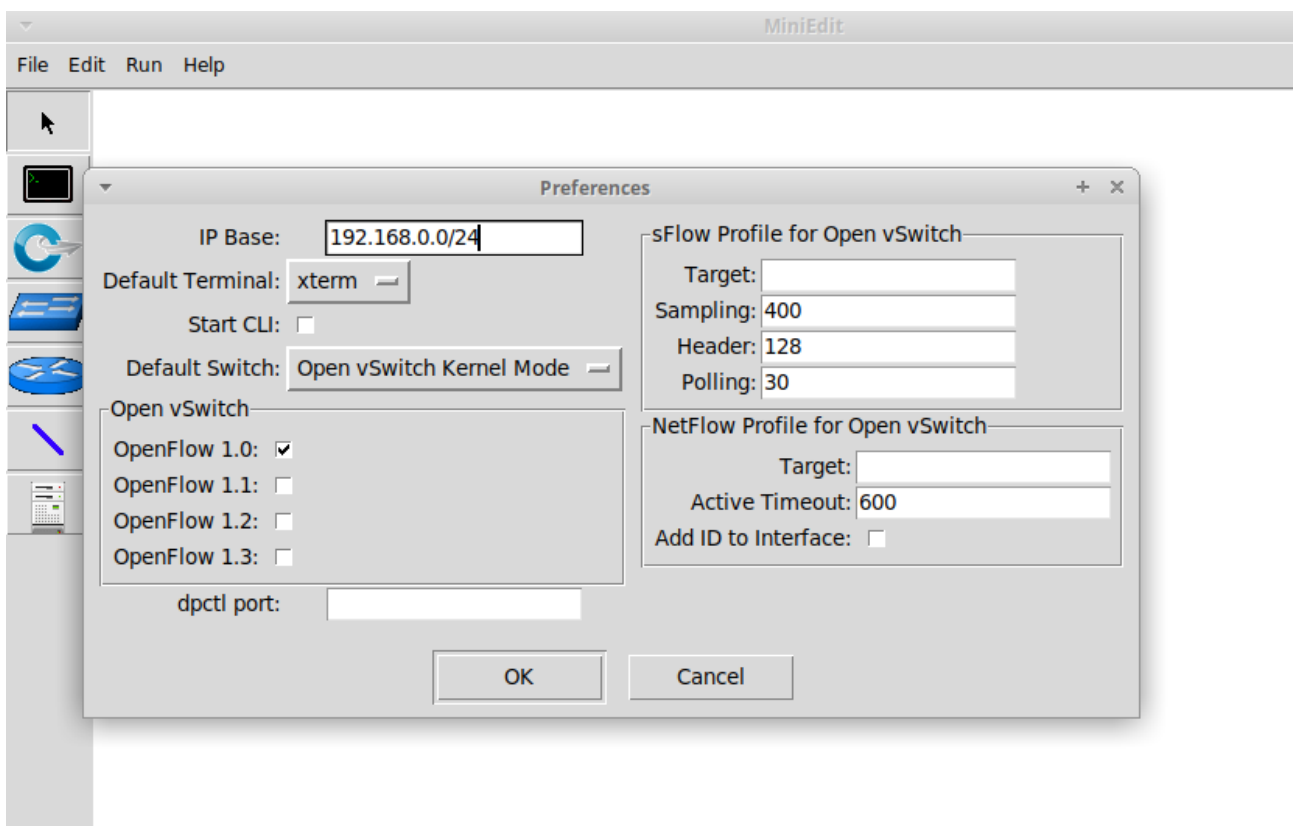 MiniEdit
File Edit Run Help
Preferences
IP Base: 192.168.0.0/24
Default Terminal: xterm
Start CLI:
Default Switch: Open vSwitch Kernel Mode
Open vSwitch
OpenFlow 1.0:
OpenFlow 1.1:
OpenFlow 1.2:
OpenFlow 1.3:
dpctl port:
sFlow Profile for Open vSwitch
Target:
Sampling: 400
Header: 128
Polling: 30
NetFlow Profile for Open vSwitch
Target:
Active Timeout: 600
Add ID to Interface:
OK Cancel